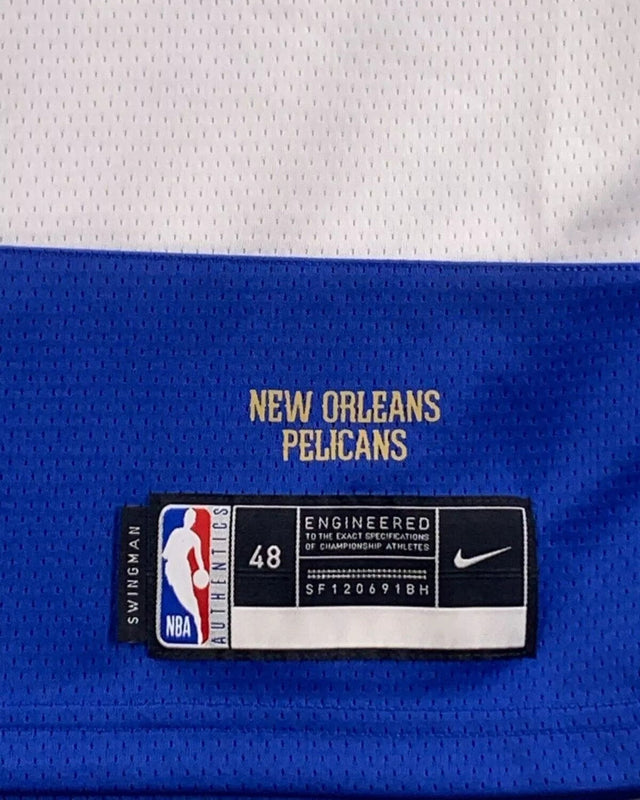 NEW ORLEANS
PELICANS
SWINGMAN
NBA
AUTHENTICS
48
ENGINEERED
TO THE EXACT SPECIFICATIONS
OF CHAMPIONSHIP ATHLETES
SF120691BH